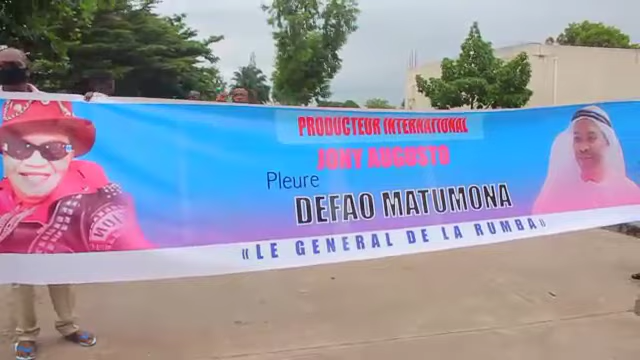 PRODUCTEUR INTERNATIONAL
JONY AUGUSTO
Pleure
DEFAO MATUMONA
«LE GENERAL DE LA RUMBA»